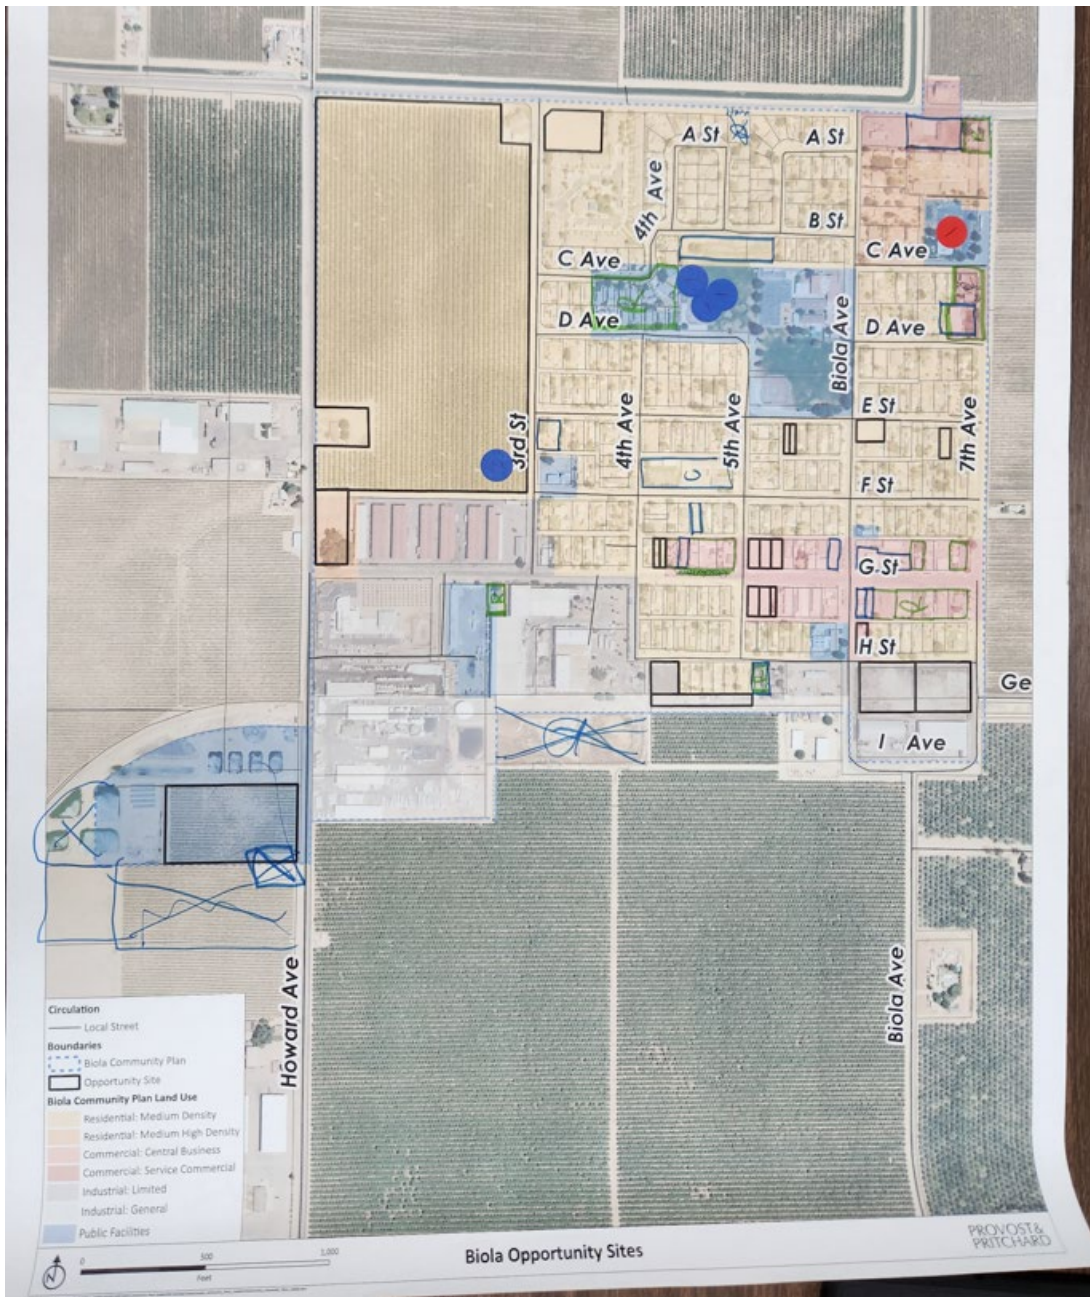 A St
A St
4th Ave
B St
C Ave
C Ave
D Ave
R
D Ave
Biola Ave
E St
3rd St
4th Ave
5th Ave
7th Ave
C
F St
G St
R
R
H St
R
Ge
I Ave
Howard Ave
Biola Ave
Circulation
Local Street
Boundaries
Biola Community Plan
Opportunity Site
Biola Community Plan Land Use
Residential: Medium Density
Residential: Medium High Density
Commercial: Central Business
Commercial: Service Commercial
Industrial: Limited
Industrial: General
Public Facilities
N
0 500 1,000
Feet
Biola Opportunity Sites
PROVOST&
PRITCHARD